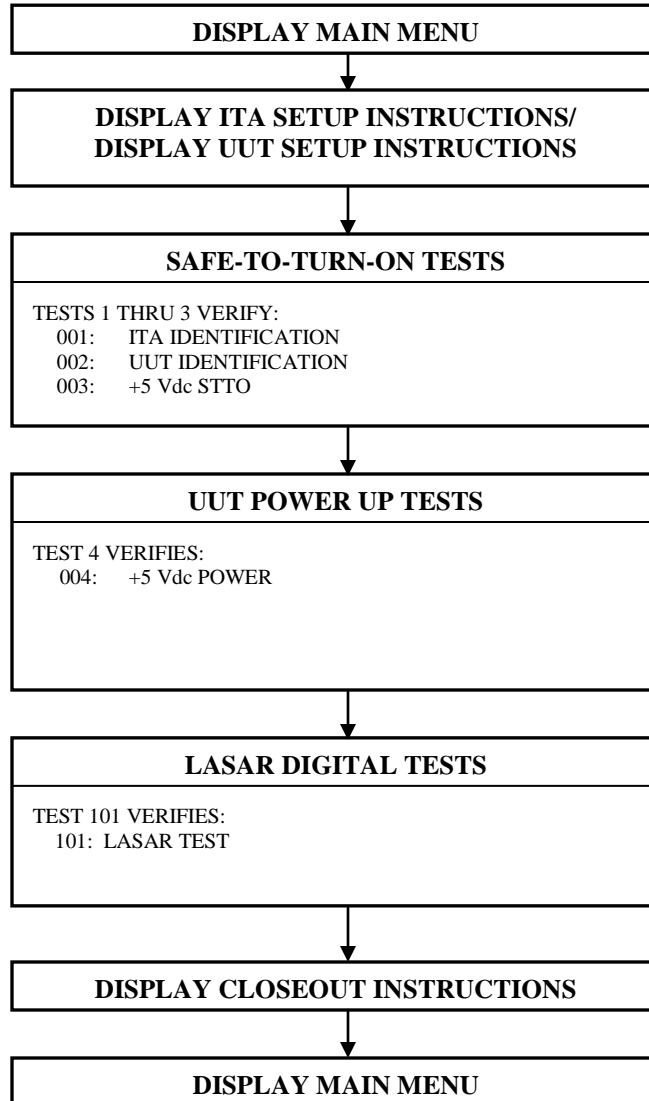 DISPLAY MAIN MENU
DISPLAY ITA SETUP INSTRUCTIONS/
DISPLAY UUT SETUP INSTRUCTIONS
SAFE-TO-TURN-ON TESTS
TESTS 1 THRU 3 VERIFY:
001: ITA IDENTIFICATION
002: UUT IDENTIFICATION
003: +5 Vdc STTO
UUT POWER UP TESTS
TEST 4 VERIFIES:
004: +5 Vdc POWER
LASAR DIGITAL TESTS
TEST 101 VERIFIES:
101: LASAR TEST
DISPLAY CLOSEOUT INSTRUCTIONS
DISPLAY MAIN MENU